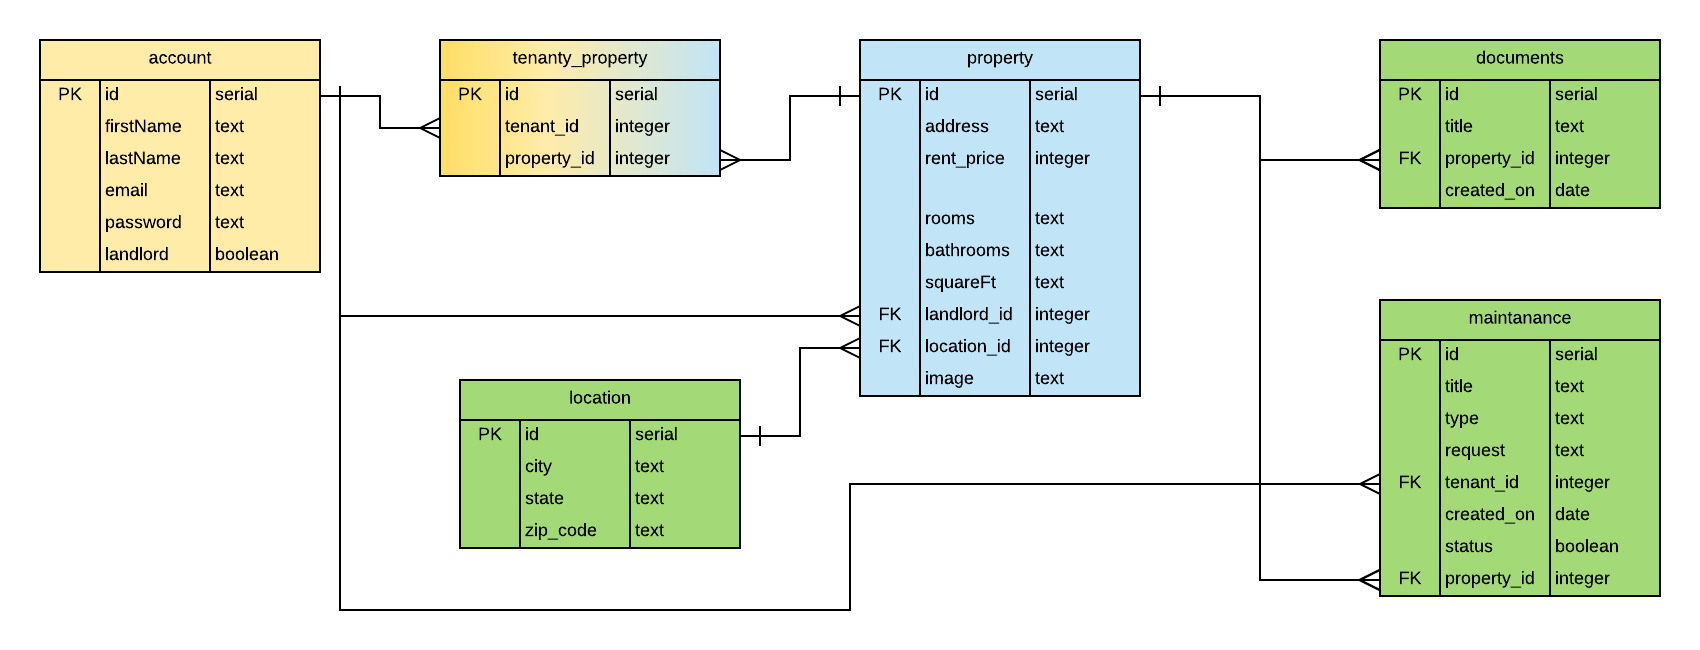 account
PK id serial
firstName text
lastName text
email text
password text
landlord boolean
tenanty_property
PK id serial
tenant_id integer
property_id integer
property
PK id serial
address text
rent_price integer
rooms text
bathrooms text
squareFt text
FK landlord_id integer
FK location_id integer
image text
documents
PK id serial
title text
FK property_id integer
created_on date
location
PK id serial
city text
state text
zip_code text
maintanance
PK id serial
title text
type text
request text
FK tenant_id integer
created_on date
status boolean
FK property_id integer